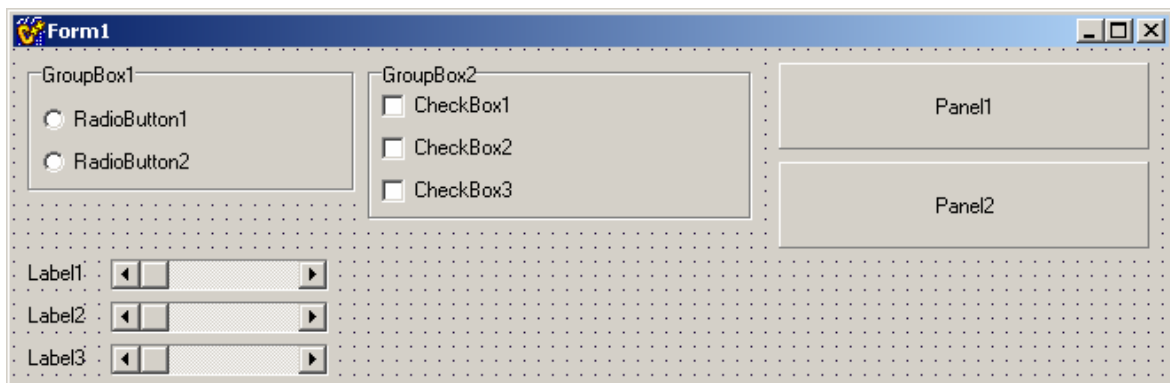 Form1
GroupBox1
RadioButton1
RadioButton2
GroupBox2
CheckBox1
CheckBox2
CheckBox3
Panel1
Panel2
Label1
Label2
Label3